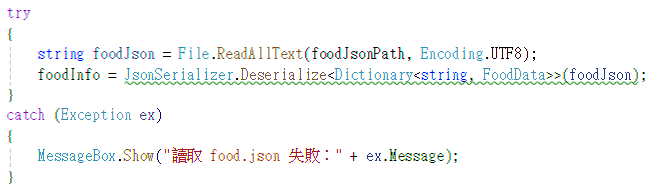 try
{
string foodJson = File.ReadAllText(foodJsonPath, Encoding.UTF8);
foodInfo = JsonSerializer.Deserialize<Dictionary<string, FoodData>>(foodJson);
}
catch (Exception ex)
{
MessageBox.Show("讀取 food.json 失敗：" + ex.Message);
}